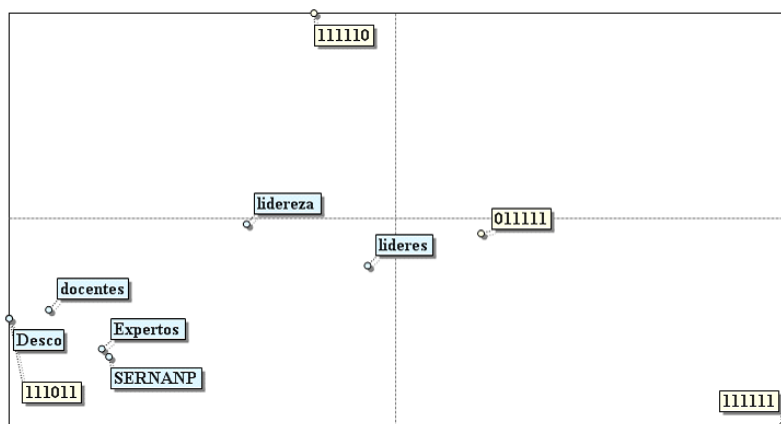 111110
lidereza
011111
lideres
docentes
Expertos
Desco
SERNANP
111011
111111